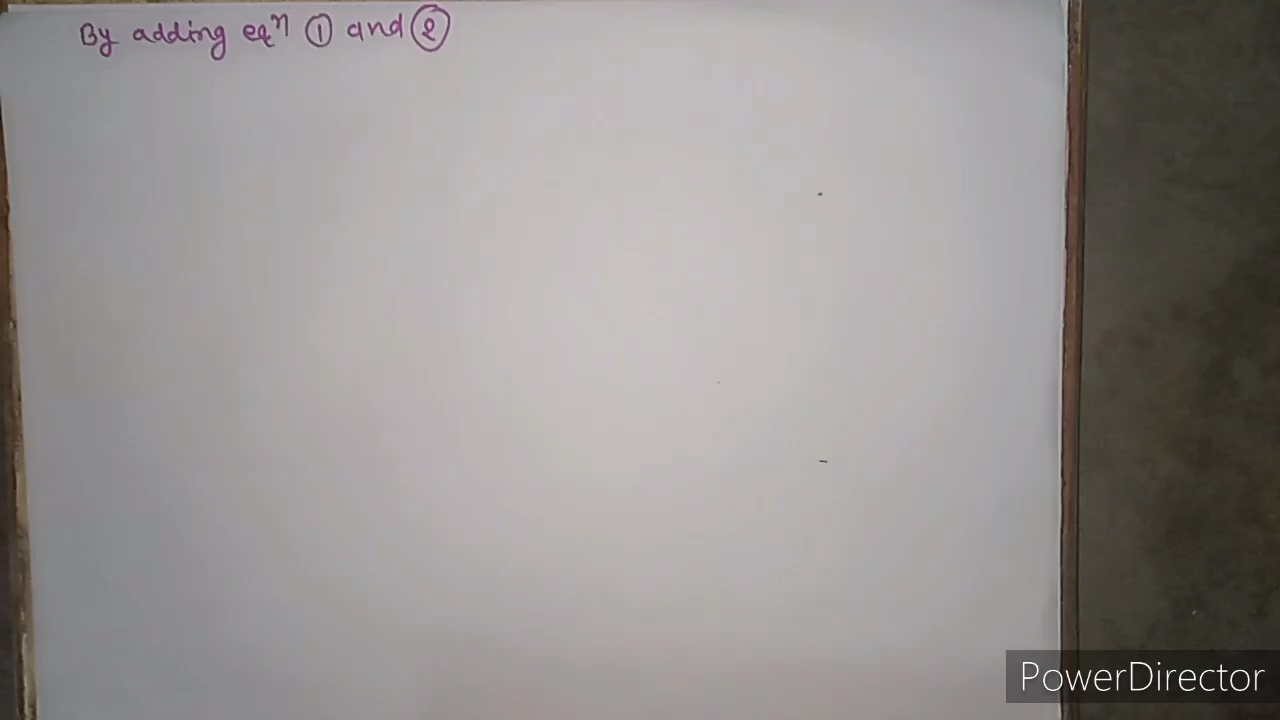 By adding eqⁿ ① and ②
PowerDirector